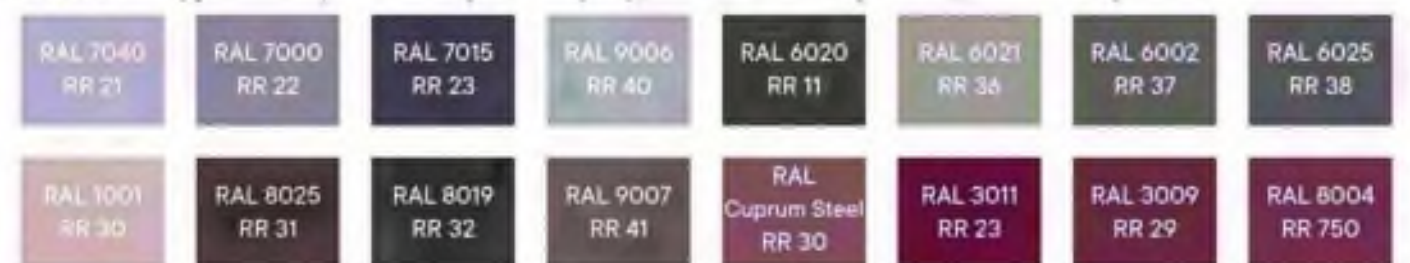 RAL 7040
RR 21
RAL 7000
RR 22
RAL 7015
RR 23
RAL 9006
RR 40
RAL 6020
RR 11
RAL 6021
RR 36
RAL 6002
RR 37
RAL 6025
RR 38
RAL 1001
RR 30
RAL 8025
RR 31
RAL 8019
RR 32
RAL 9007
RR 41
RAL
Cuprum Steel
RR 30
RAL 3011
RR 23
RAL 3009
RR 29
RAL 8004
RR 750